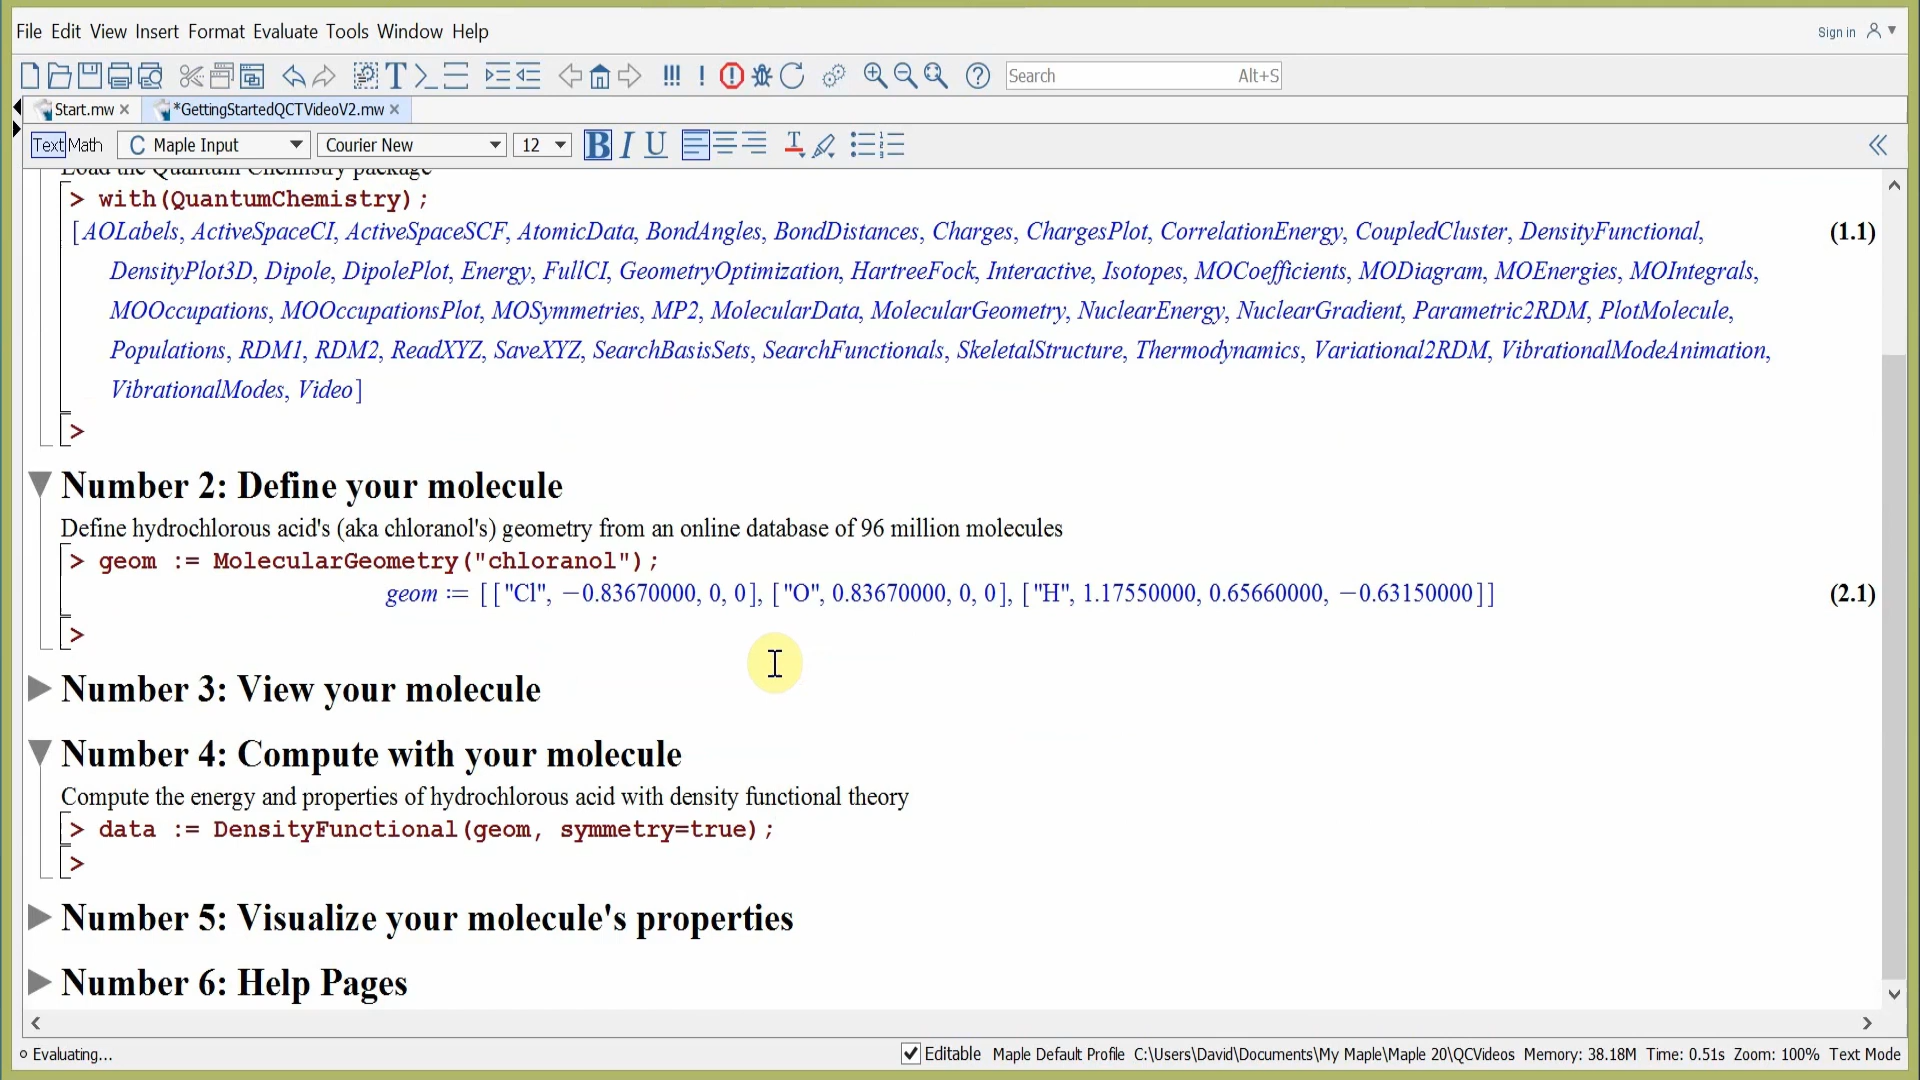 File Edit View Insert Format Evaluate Tools Window Help
Sign in
Search Alt+S
Start.mw *GettingStartedQCTVideoV2.mw
Text Math C Maple Input Courier New 12 B I U
Load the Quantum Chemistry package
> with(QuantumChemistry);
[AOLabels, ActiveSpaceCI, ActiveSpaceSCF, AtomicData, BondAngles, BondDistances, Charges, ChargesPlot, CorrelationEnergy, CoupledCluster, DensityFunctional, (1.1)
DensityPlot3D, Dipole, DipolePlot, Energy, FullCI, GeometryOptimization, HartreeFock, Interactive, Isotopes, MOCoefficients, MODiagram, MOEnergies, MOIntegrals,
MOOccupations, MOOccupationsPlot, MOSymmetries, MP2, MolecularData, MolecularGeometry, NuclearEnergy, NuclearGradient, Parametric2RDM, PlotMolecule,
Populations, RDM1, RDM2, ReadXYZ, SaveXYZ, SearchBasisSets, SearchFunctionals, SkeletalStructure, Thermodynamics, Variational2RDM, VibrationalModeAnimation,
VibrationalModes, Video]
>
Number 2: Define your molecule
Define hydrochlorous acid's (aka chloranol's) geometry from an online database of 96 million molecules
> geom := MolecularGeometry("chloranol");
geom := [["Cl", −0.83670000, 0, 0], ["O", 0.83670000, 0, 0], ["H", 1.17550000, 0.65660000, −0.63150000]] (2.1)
>
Number 3: View your molecule
Number 4: Compute with your molecule
Compute the energy and properties of hydrochlorous acid with density functional theory
> data := DensityFunctional(geom, symmetry=true);
>
Number 5: Visualize your molecule's properties
Number 6: Help Pages
Evaluating... Editable Maple Default Profile C:\Users\David\Documents\My Maple\Maple 20\QCVideos Memory: 38.18M Time: 0.51s Zoom: 100% Text Mode